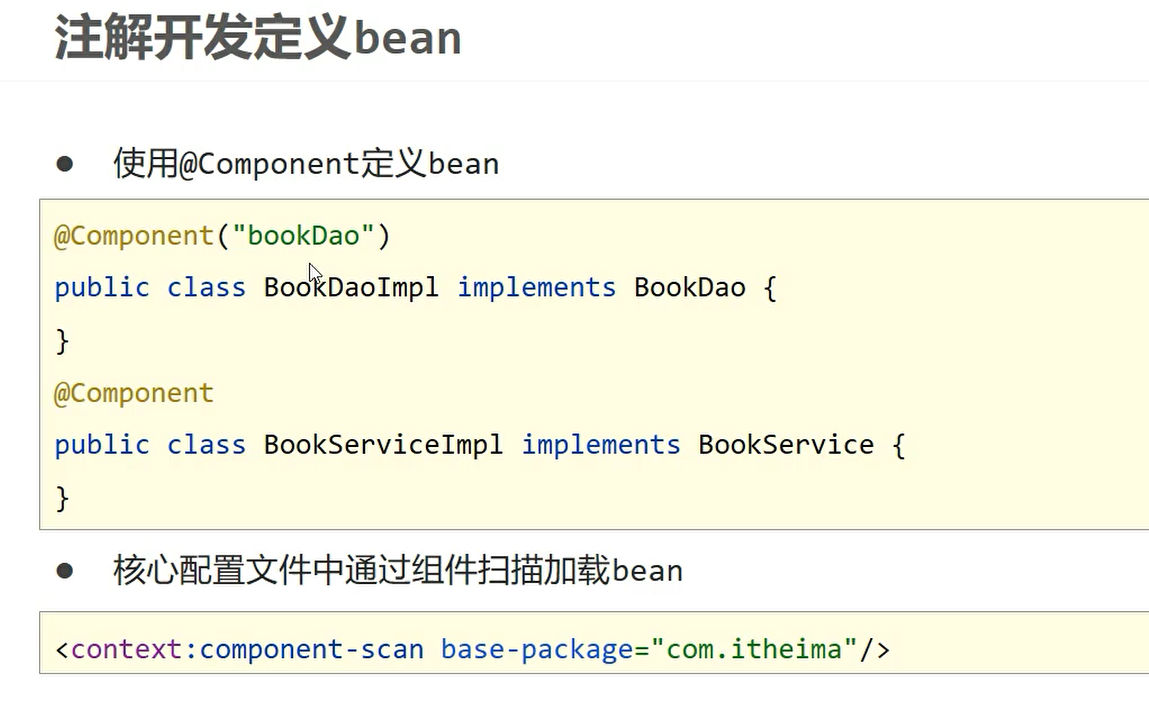 注解开发定义bean
● 使用@Component定义bean
@Component("bookDao")
public class BookDaoImpl implements BookDao {
}
@Component
public class BookServiceImpl implements BookService {
}
● 核心配置文件中通过组件扫描加载bean
<context:component-scan base-package="com.itheima"/>